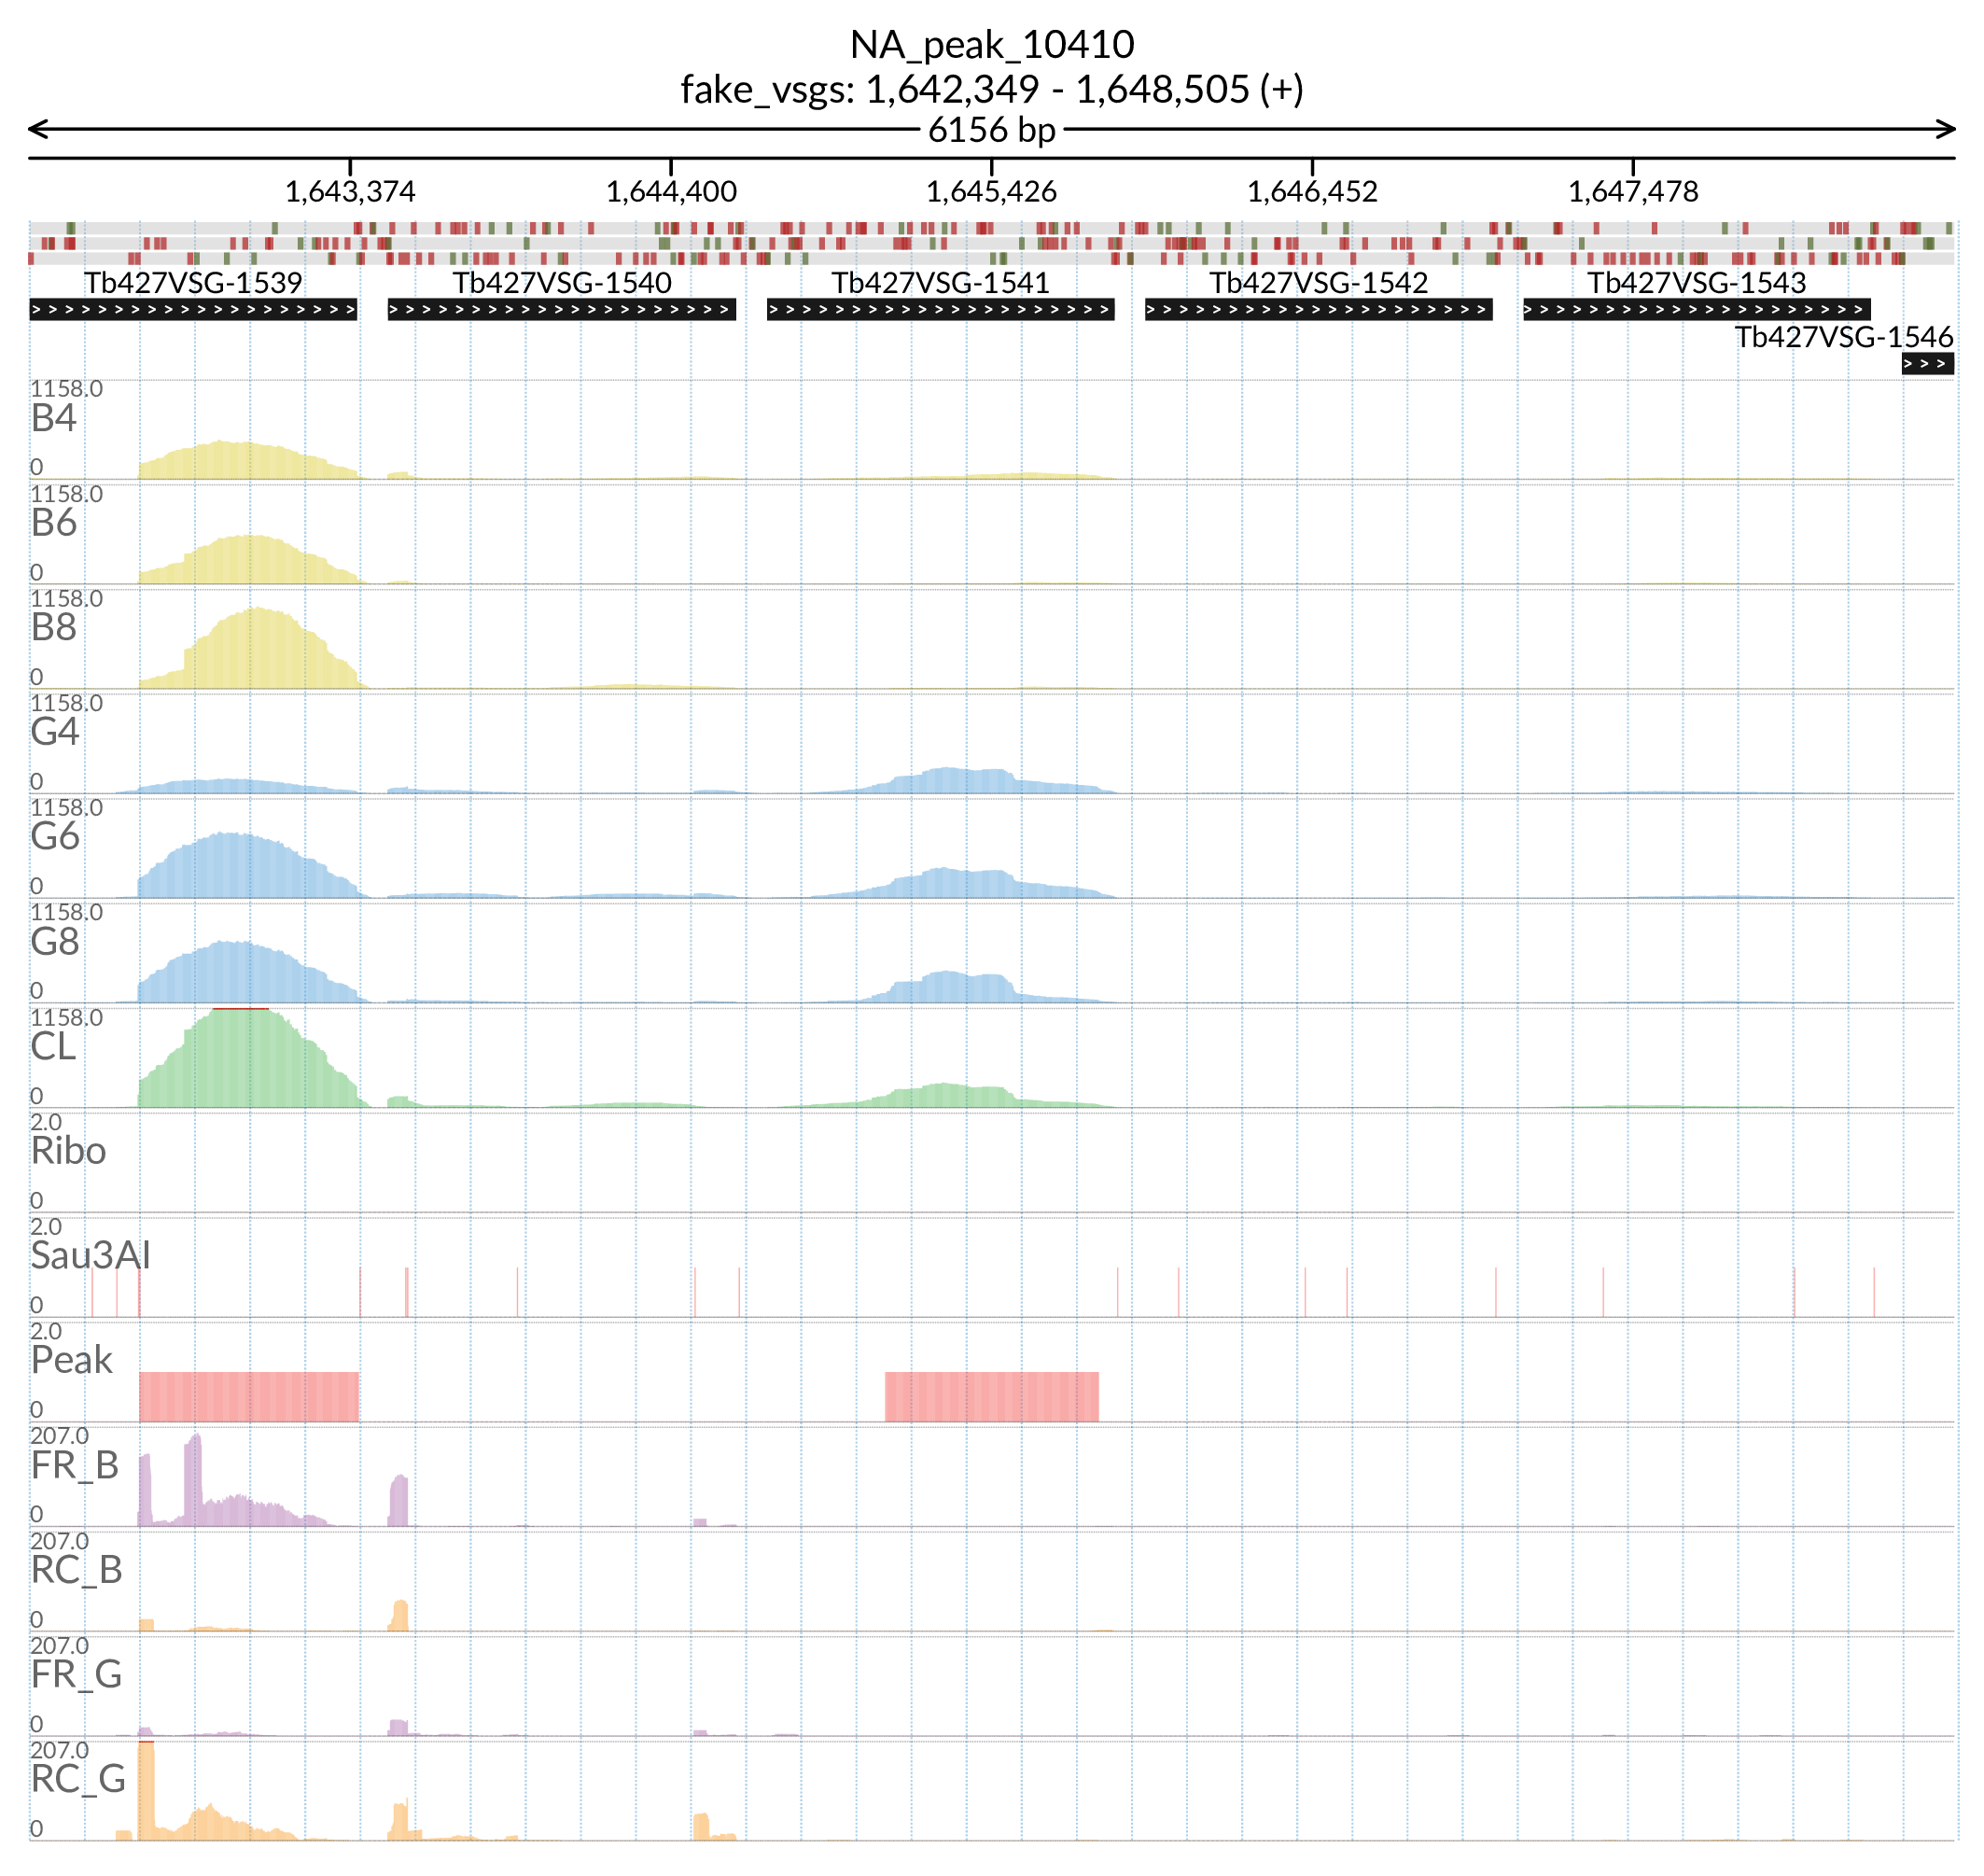 NA_peak_10410
fake_vsgs: 1,642,349 - 1,648,505 (+)
6156 bp
1,643,374 1,644,400 1,645,426 1,646,452 1,647,478
Tb427VSG-1539 Tb427VSG-1540 Tb427VSG-1541 Tb427VSG-1542 Tb427VSG-1543
Tb427VSG-1546
1158.0
B4
0
1158.0
B6
0
1158.0
B8
0
1158.0
G4
0
1158.0
G6
0
1158.0
G8
0
1158.0
CL
0
2.0
Ribo
0
2.0
Sau3AI
0
2.0
Peak
0
207.0
FR_B
0
207.0
RC_B
0
207.0
FR_G
0
207.0
RC_G
0